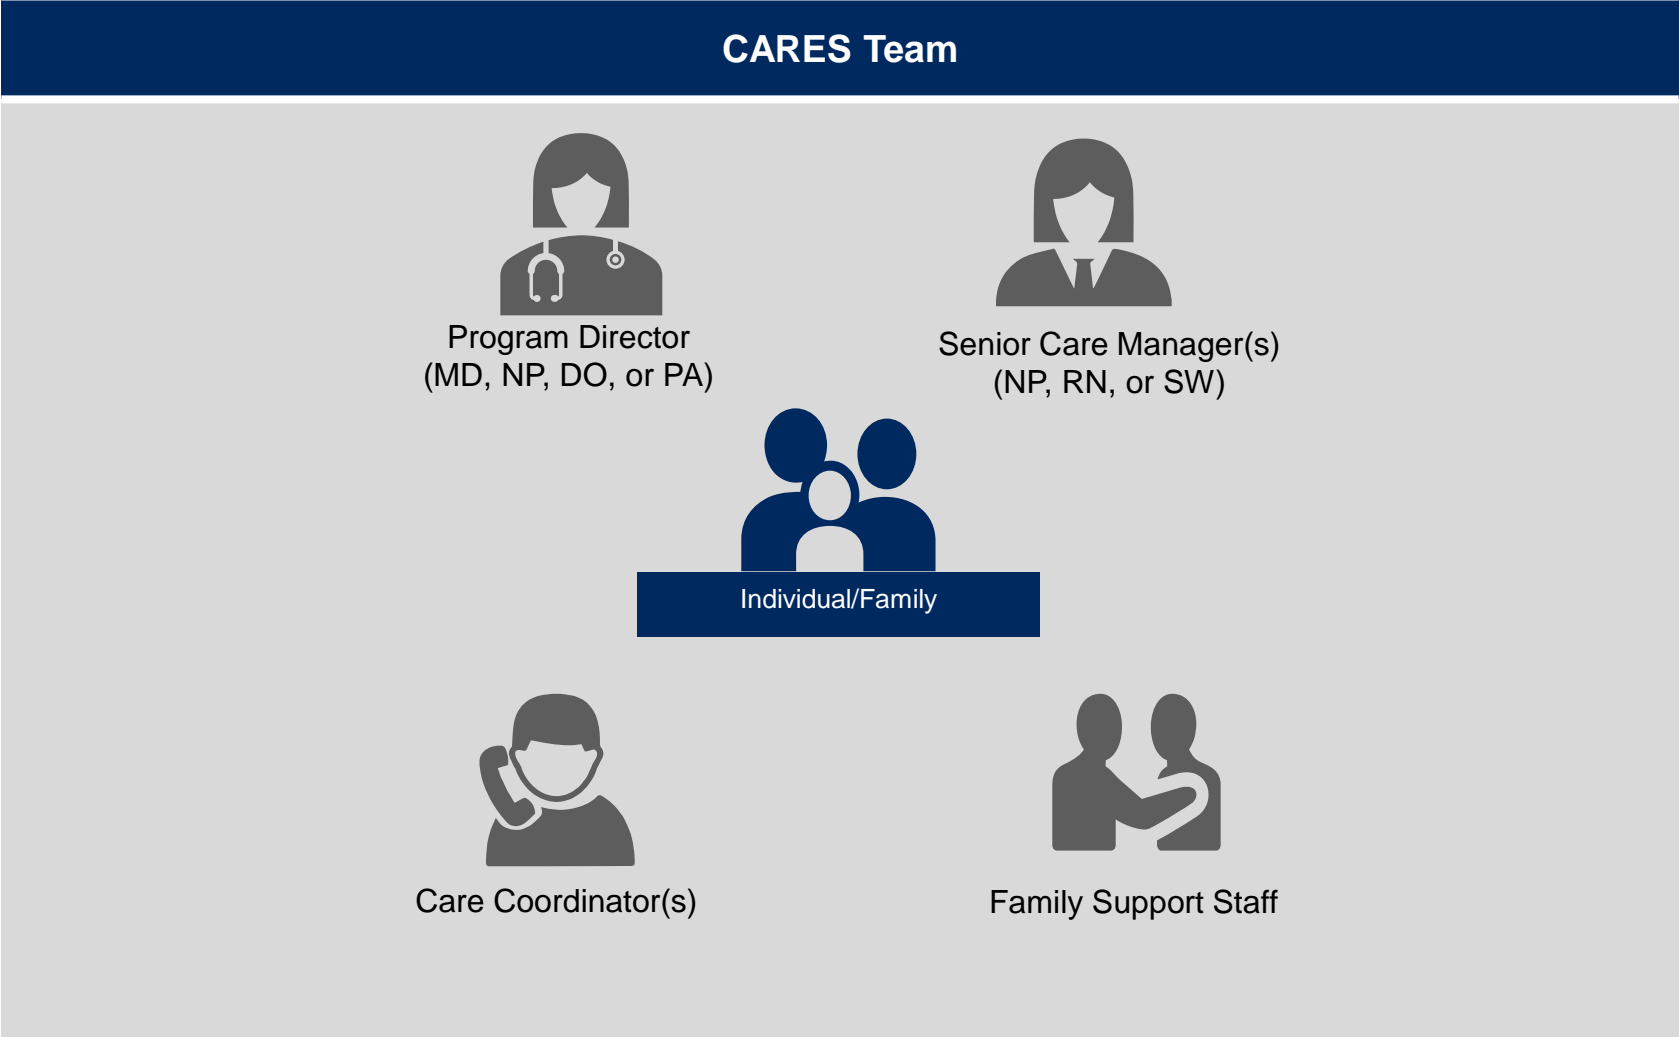 CARES Team
Program Director
(MD, NP, DO, or PA)
Senior Care Manager(s)
(NP, RN, or SW)
Individual/Family
Care Coordinator(s)
Family Support Staff